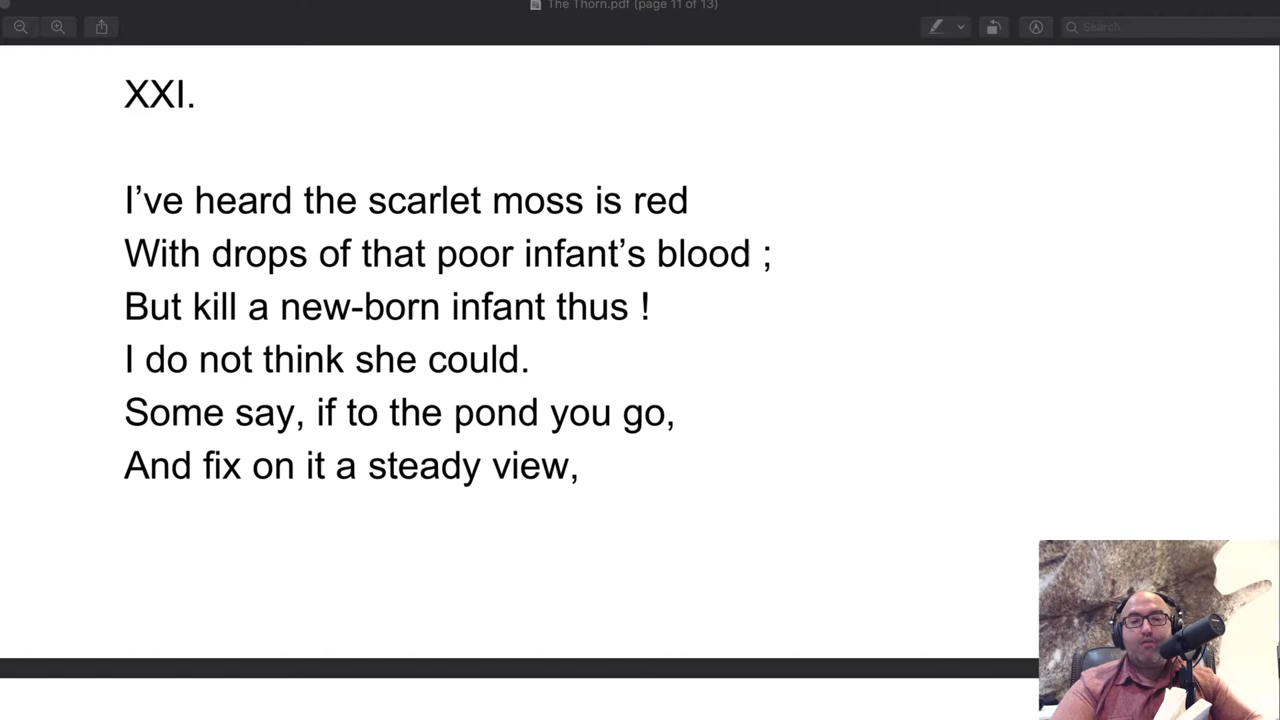 The Thorn.pdf (page 11 of 13)
Search
XXI.
I’ve heard the scarlet moss is red
With drops of that poor infant’s blood ;
But kill a new-born infant thus !
I do not think she could.
Some say, if to the pond you go,
And fix on it a steady view,